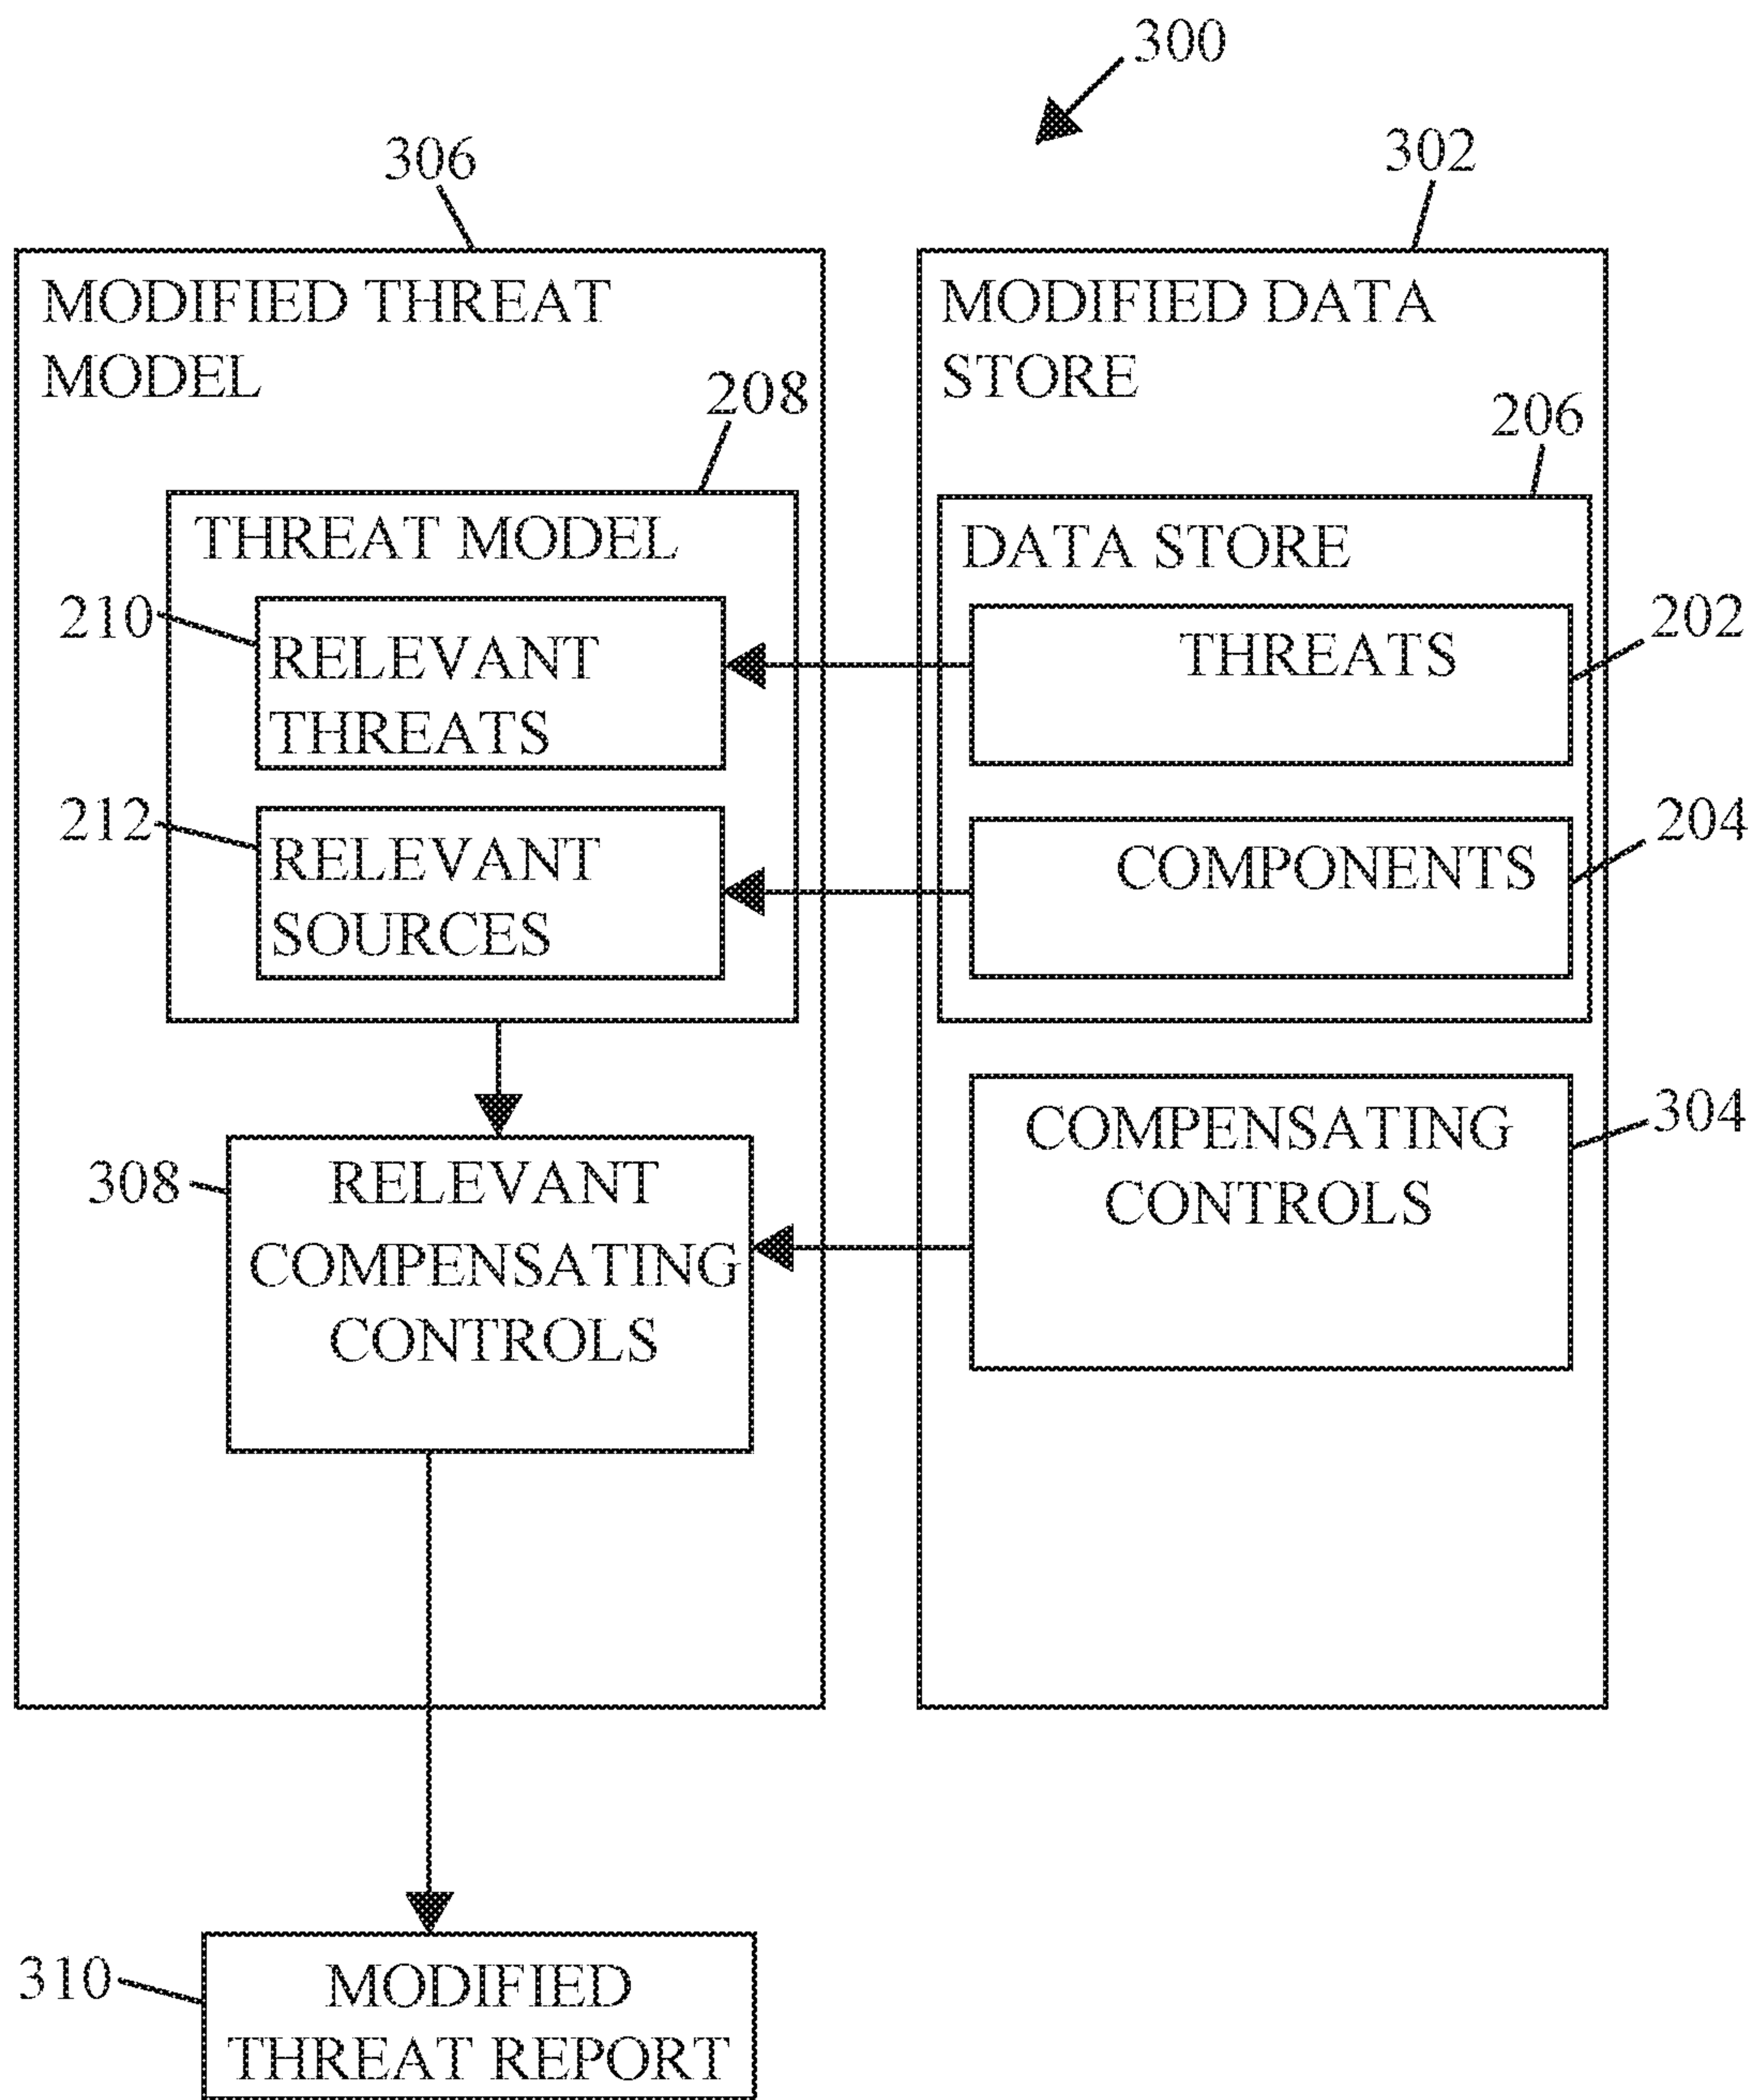 300
306
302
MODIFIED THREAT
MODEL
MODIFIED DATA
STORE
208
206
THREAT MODEL
DATA STORE
210
RELEVANT
THREATS
THREATS
202
212
RELEVANT
SOURCES
COMPONENTS
204
COMPENSATING
CONTROLS
304
308
RELEVANT
COMPENSATING
CONTROLS
310
MODIFIED
THREAT REPORT